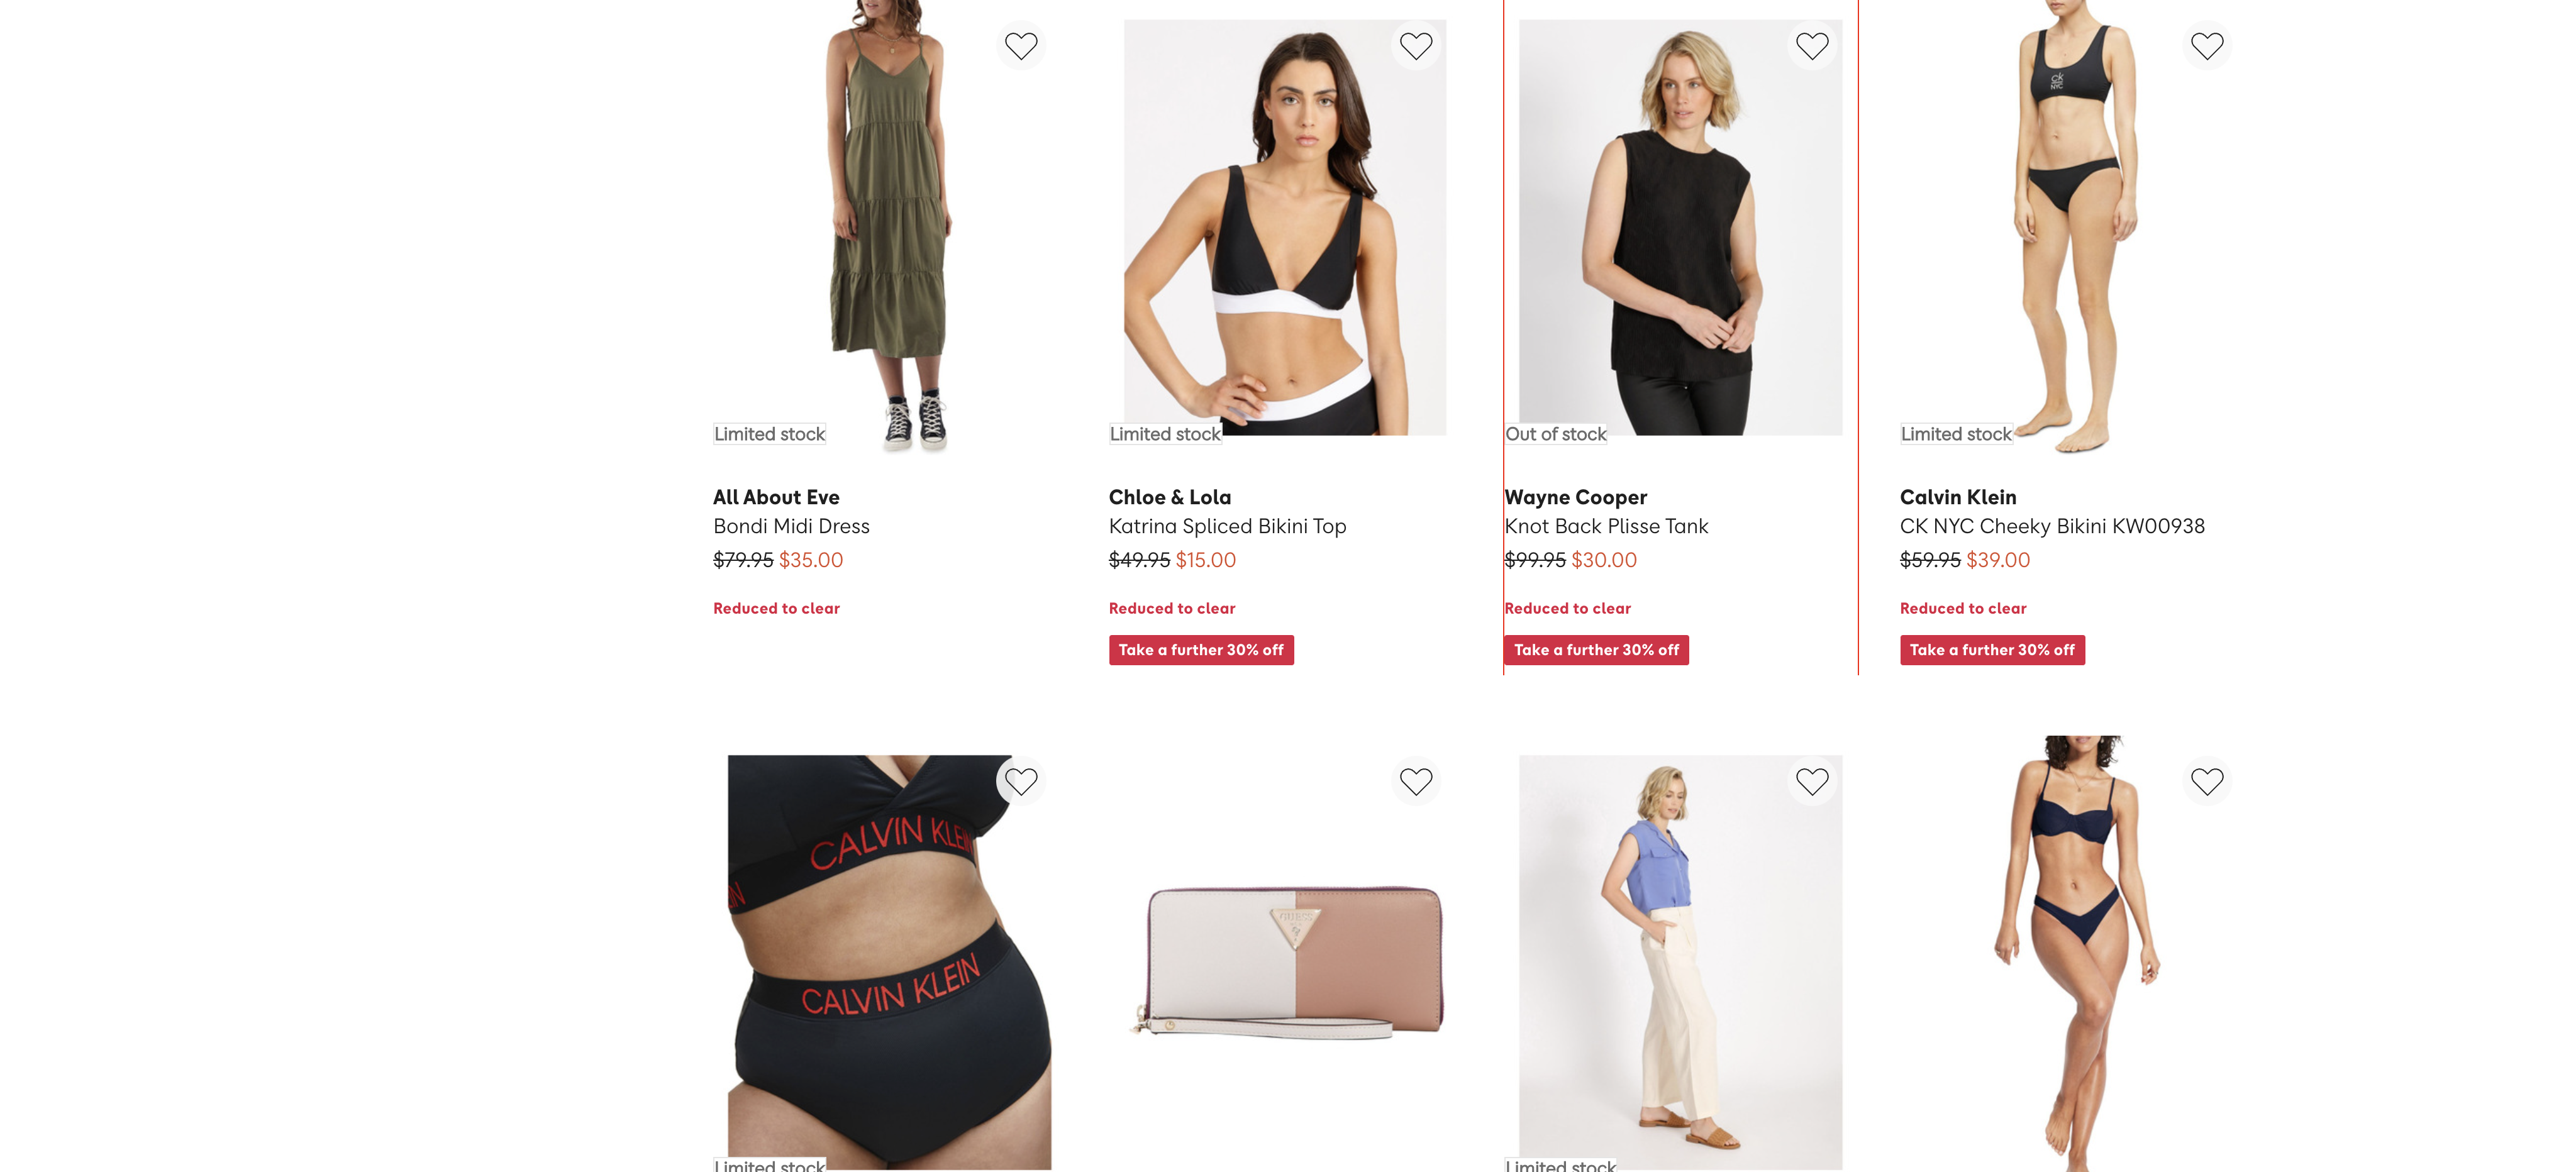 ck
NYC
Limited stock
Limited stock
Out of stock
Limited stock
All About Eve
Bondi Midi Dress
$79.95 $35.00
Reduced to clear
Chloe & Lola
Katrina Spliced Bikini Top
$49.95 $15.00
Reduced to clear
Take a further 30% off
Wayne Cooper
Knot Back Plisse Tank
$99.95 $30.00
Reduced to clear
Take a further 30% off
Calvin Klein
CK NYC Cheeky Bikini KW00938
$59.95 $39.00
Reduced to clear
Take a further 30% off
CALVIN KLEIN
IN
CALVIN KLEIN
GUESS
Limited stock
Limited stock